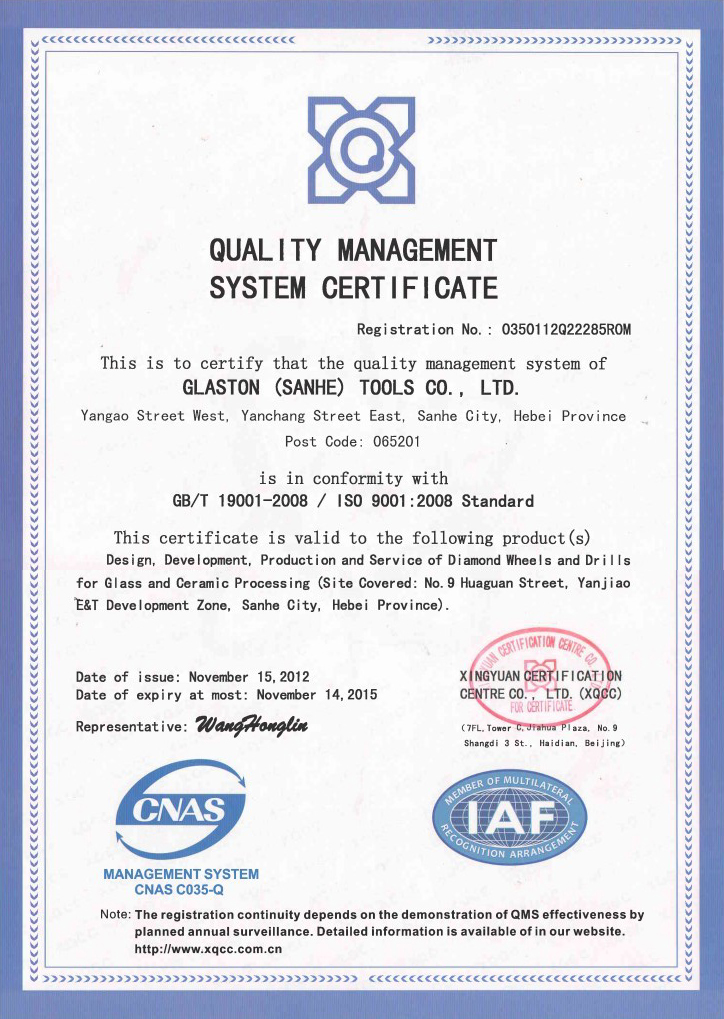 QUALITY MANAGEMENT
SYSTEM CERTIFICATE
Registration No.: 0350112Q22285R0M
This is to certify that the quality management system of
GLASTON (SANHE) TOOLS CO., LTD.
Yangao Street West, Yanchang Street East, Sanhe City, Hebei Province
Post Code: 065201
is in conformity with
GB/T 19001-2008 / ISO 9001:2008 Standard
This certificate is valid to the following product(s)
Design, Development, Production and Service of Diamond Wheels and Drills
for Glass and Ceramic Processing (Site Covered: No.9 Huaguan Street, Yanjiao
E&T Development Zone, Sanhe City, Hebei Province).
Date of issue: November 15,2012
Date of expiry at most: November 14,2015
Representative: WangHonglin
CERTIFICATION CENTRE CO.
XINGYUAN CERTIFICATION
CENTRE CO., LTD. (XQCC)
FOR CERTIFICATE
(7FL,Tower C,Jiahua Plaza, No.9
Shangdi 3 St., Haidian, Beijing)
CNAS
MANAGEMENT SYSTEM
CNAS C035-Q
MEMBER OF MULTILATERAL
IAF
RECOGNITION ARRANGEMENT
Note: The registration continuity depends on the demonstration of QMS effectiveness by
planned annual surveillance. Detailed information is available of in our website.
http://www.xqcc.com.cn